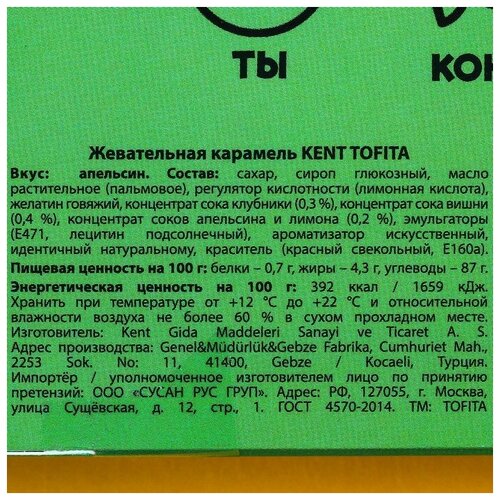 ТЫ
КОН
Жевательная карамель KENT TOFITA
Вкус: апельсин. Состав: сахар, сироп глюкозный, масло
растительное (пальмовое), регулятор кислотности (лимонная кислота),
желатин говяжий, концентрат сока клубники (0,3 %), концентрат сока вишни
(0,4 %), концентрат соков апельсина и лимона (0,2 %), эмульгаторы
(Е471, лецитин подсолнечный), ароматизатор искусственный,
идентичный натуральному, краситель (красный свекольный, Е160а).
Пищевая ценность на 100 г: белки – 0,7 г, жиры – 4,3 г, углеводы – 87 г.
Энергетическая ценность на 100 г: 392 ккал / 1659 кДж.
Хранить при температуре от +12 °С до +22 °С и относительной
влажности воздуха не более 60 % в сухом прохладном месте.
Изготовитель: Kent Gida Maddeleri Sanayi ve Ticaret A. S.
Адрес производства: Genel&Müdürlük&Gebze Fabrika, Cumhuriet Mah.,
2253 Sok. No: 11, 41400, Gebze / Kocaeli, Турция.
Импортёр / уполномоченное изготовителем лицо по принятию
претензий: ООО «СУСАН РУС ГРУП». Адрес: РФ, 127055, г. Москва,
улица Сущёвская, д. 12, стр., 1. ГОСТ 4570-2014. ТМ: TOFITA